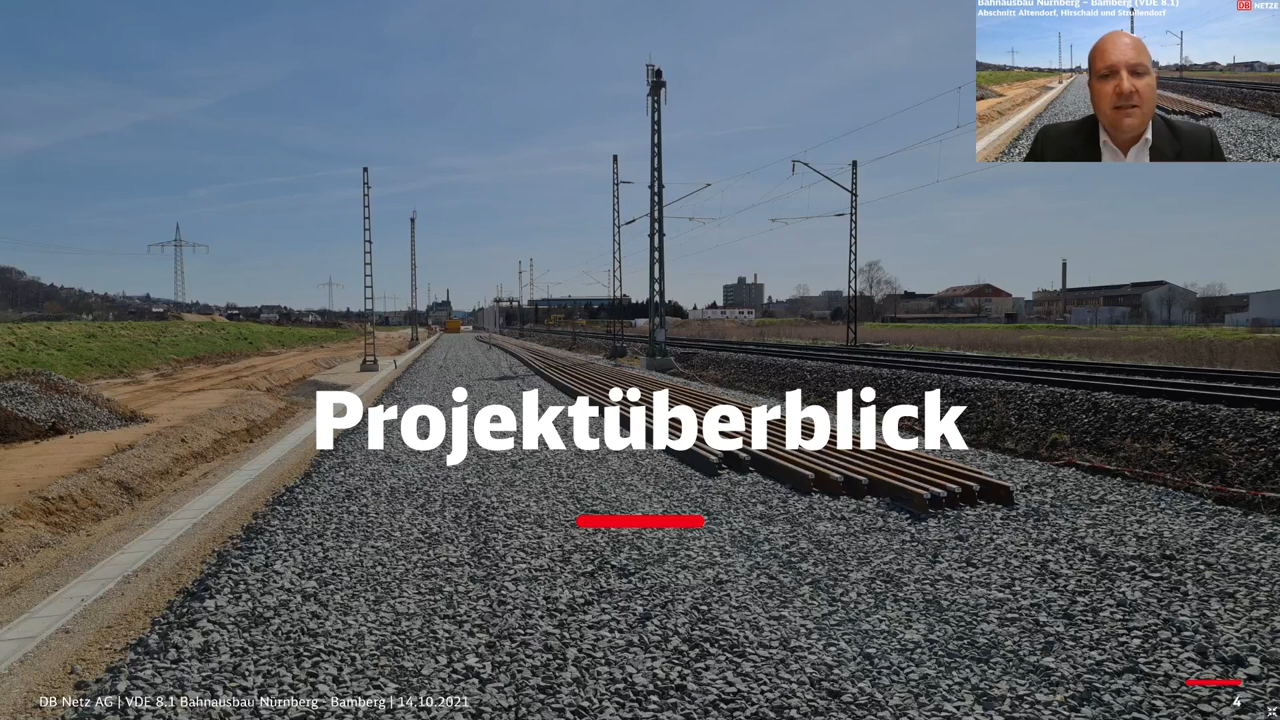 Bahnausbau Nürnberg – Bamberg (VDE 8.1)
Abschnitt Altendorf, Hirschaid und Strullendorf
DB NETZE
Projektüberblick
DB Netz AG | VDE 8.1 Bahnausbau Nürnberg - Bamberg | 14.10.2021
4